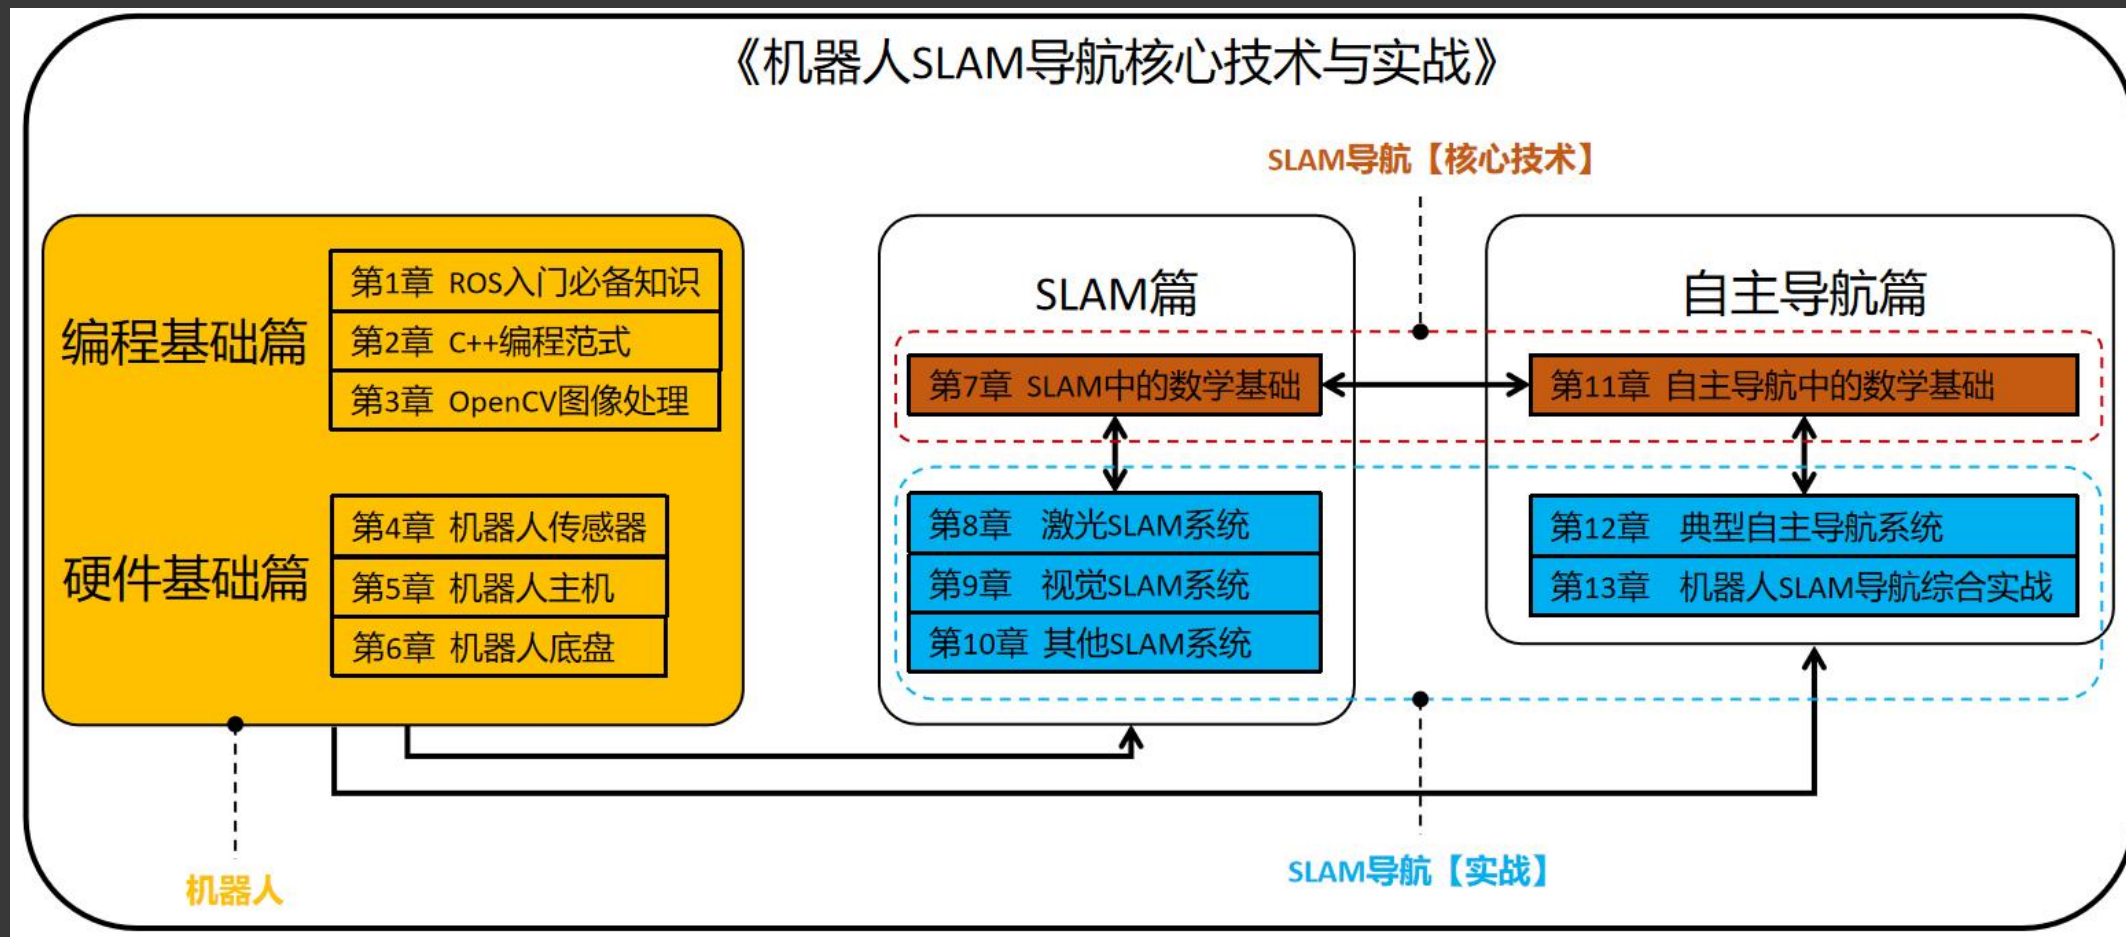 《机器人SLAM导航核心技术与实战》
SLAM导航【核心技术】
编程基础篇
第1章 ROS入门必备知识
第2章 C++编程范式
第3章 OpenCV图像处理
硬件基础篇
第4章 机器人传感器
第5章 机器人主机
第6章 机器人底盘
机器人
SLAM篇
第7章 SLAM中的数学基础
第8章 激光SLAM系统
第9章 视觉SLAM系统
第10章 其他SLAM系统
自主导航篇
第11章 自主导航中的数学基础
第12章 典型自主导航系统
第13章 机器人SLAM导航综合实战
SLAM导航【实战】